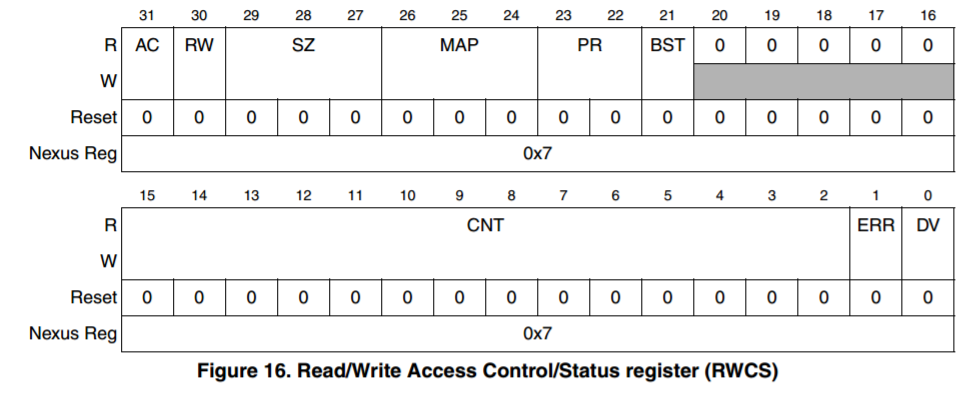 31 30 29 28 27 26 25 24 23 22 21 20 19 18 17 16
R AC RW SZ MAP PR BST 0 0 0 0 0
W
Reset 0 0 0 0 0 0 0 0 0 0 0 0 0 0 0 0
Nexus Reg 0x7
15 14 13 12 11 10 9 8 7 6 5 4 3 2 1 0
R CNT ERR DV
W
Reset 0 0 0 0 0 0 0 0 0 0 0 0 0 0 0 0
Nexus Reg 0x7
Figure 16. Read/Write Access Control/Status register (RWCS)